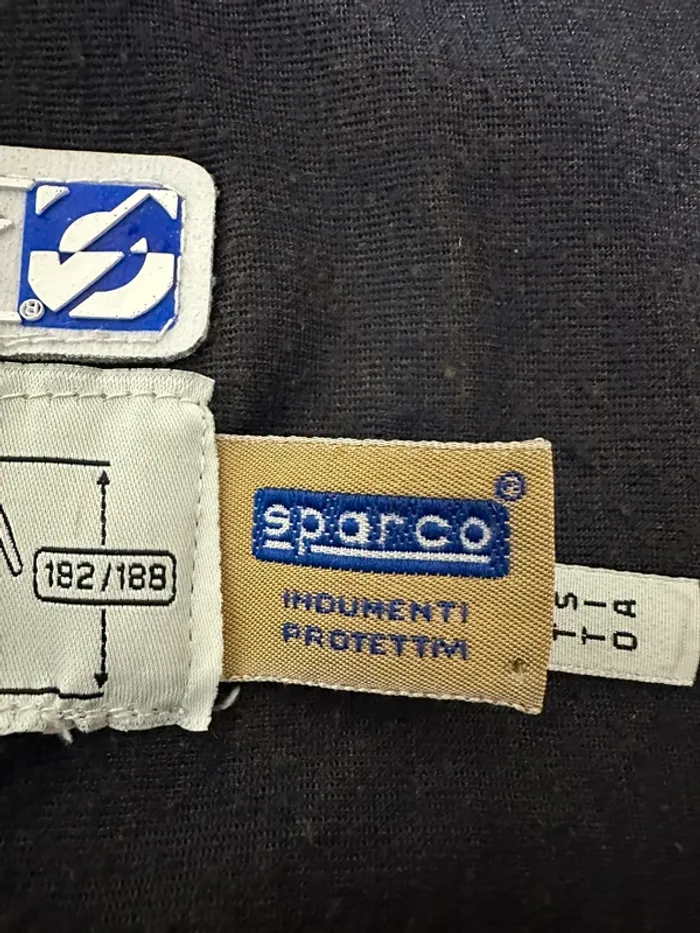 ®
182/188
sparco
®
INDUMENTI
PROTETTIVI